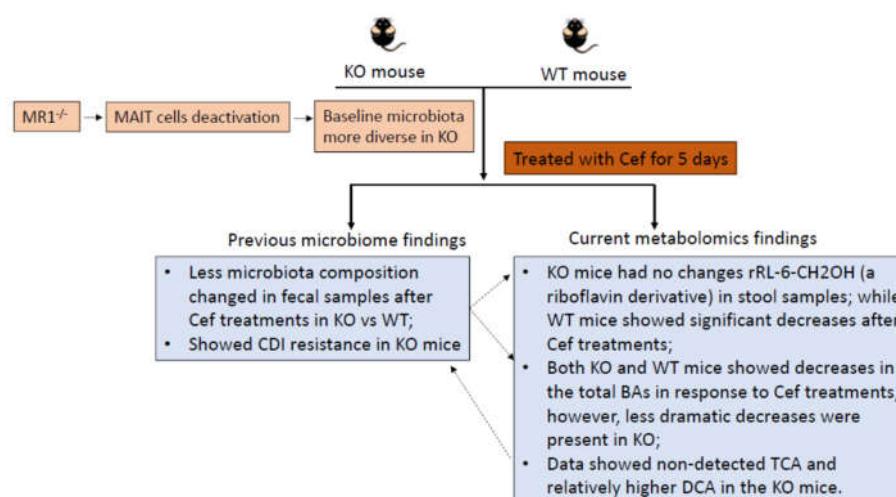 KO mouse
WT mouse
MR1-/-
MAIT cells deactivation
Baseline microbiota
more diverse in KO
Treated with Cef for 5 days
Previous microbiome findings
• Less microbiota composition
changed in fecal samples after
Cef treatments in KO vs WT;
• Showed CDI resistance in KO mice
Current metabolomics findings
• KO mice had no changes rRL-6-CH2OH (a
riboflavin derivative) in stool samples; while
WT mice showed significant decreases after
Cef treatments;
• Both KO and WT mice showed decreases in
the total BAs in response to Cef treatments,
however, less dramatic decreases were
present in KO;
• Data showed non-detected TCA and
relatively higher DCA in the KO mice.